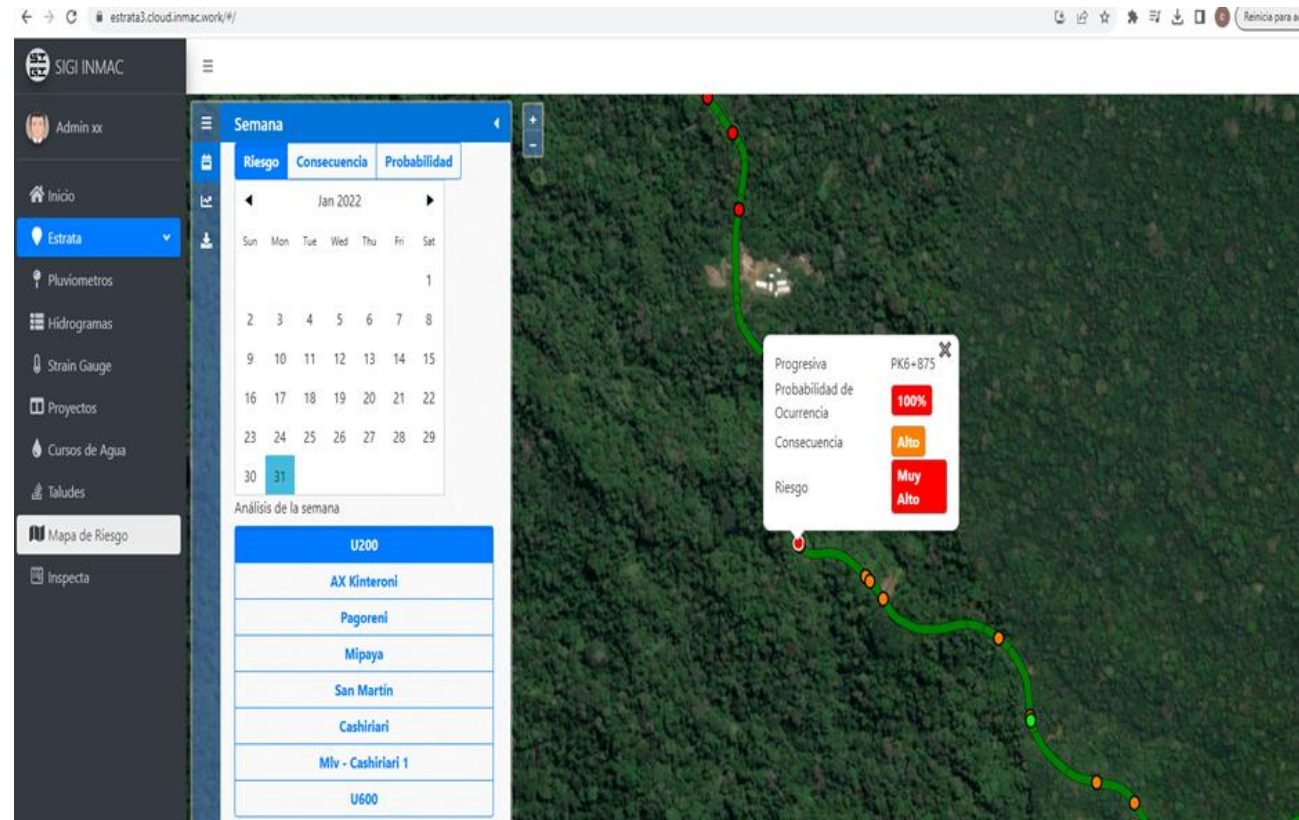 estrata3.cloud.inmac.work/#/
Reinicia para a
SIGI INMAC
Admin xx
Inicio
Estrata
Pluviometros
Hidrogramas
Strain Gauge
Proyectos
Cursos de Agua
Taludes
Mapa de Riesgo
Inspecta
Semana
Riesgo Consecuencia Probabilidad
Jan 2022
Sun Mon Tue Wed Thu Fri Sat
1
2 3 4 5 6 7 8
9 10 11 12 13 14 15
16 17 18 19 20 21 22
23 24 25 26 27 28 29
30 31
Análisis de la semana
U200
AX Kinteroni
Pagoreni
Mipaya
San Martín
Cashiriari
Mlv - Cashiriari 1
U600
+
-
Progresiva PK6+875
Probabilidad de
Ocurrencia 100%
Consecuencia Alto
Riesgo Muy
Alto